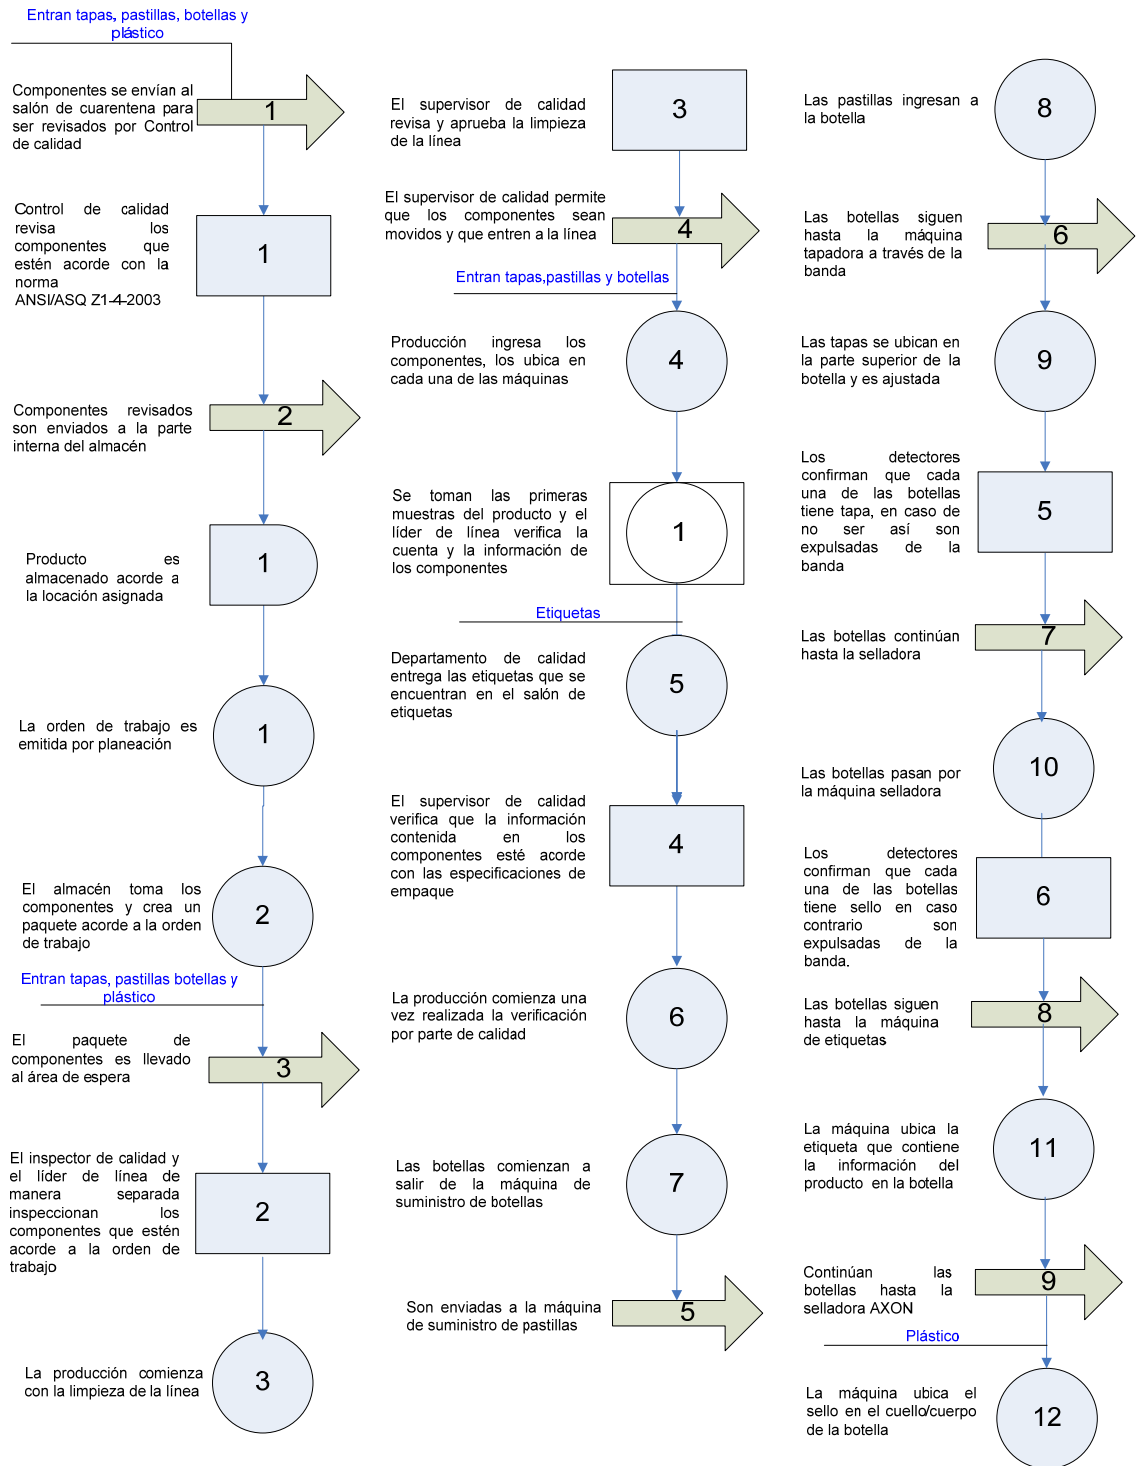 Entran tapas, pastillas, botellas y
plástico
Componentes se envían al
salón de cuarentena para
ser revisados por Control
de calidad
1
Control de calidad
revisa los
componentes que
estén acorde con la
norma
ANSI/ASQ Z1-4-2003
1
Componentes revisados
son enviados a la parte
interna del almacén
2
Producto es
almacenado acorde a
la locación asignada
1
La orden de trabajo es
emitida por planeación
1
El almacén toma los
componentes y crea un
paquete acorde a la orden
de trabajo
2
Entran tapas, pastillas botellas y
plástico
El paquete de
componentes es llevado
al área de espera
3
El inspector de calidad y
el líder de línea de
manera separada
inspeccionan los
componentes que estén
acorde a la orden de
trabajo
2
La producción comienza
con la limpieza de la línea
3
El supervisor de calidad
revisa y aprueba la limpieza
de la línea
3
El supervisor de calidad permite
que los componentes sean
movidos y que entren a la línea
4
Entran tapas,pastillas y botellas
Producción ingresa los
componentes, los ubica en
cada una de las máquinas
4
Se toman las primeras
muestras del producto y el
líder de línea verifica la
cuenta y la información de
los componentes
1
Etiquetas
Departamento de calidad
entrega las etiquetas que se
encuentran en el salón de
etiquetas
5
El supervisor de calidad
verifica que la información
contenida en los
componentes esté acorde
con las especificaciones de
empaque
4
La producción comienza una
vez realizada la verificación
por parte de calidad
6
Las botellas comienzan a
salir de la máquina de
suministro de botellas
7
Son enviadas a la máquina
de suministro de pastillas
5
Las pastillas ingresan a
la botella
8
Las botellas siguen
hasta la máquina
tapadora a través de la
banda
6
Las tapas se ubican en
la parte superior de la
botella y es ajustada
9
Los detectores
confirman que cada
una de las botellas
tiene tapa, en caso de
no ser así son
expulsadas de la
banda
5
Las botellas continúan
hasta la selladora
7
Las botellas pasan por
la máquina selladora
10
Los detectores
confirman que cada
una de las botellas
tiene sello en caso
contrario son
expulsadas de la
banda.
6
Las botellas siguen
hasta la máquina
de etiquetas
8
La máquina ubica la
etiqueta que contiene
la información del
producto en la botella
11
Continúan las
botellas hasta la
selladora AXON
9
Plástico
La máquina ubica el
sello en el cuello/cuerpo
de la botella
12